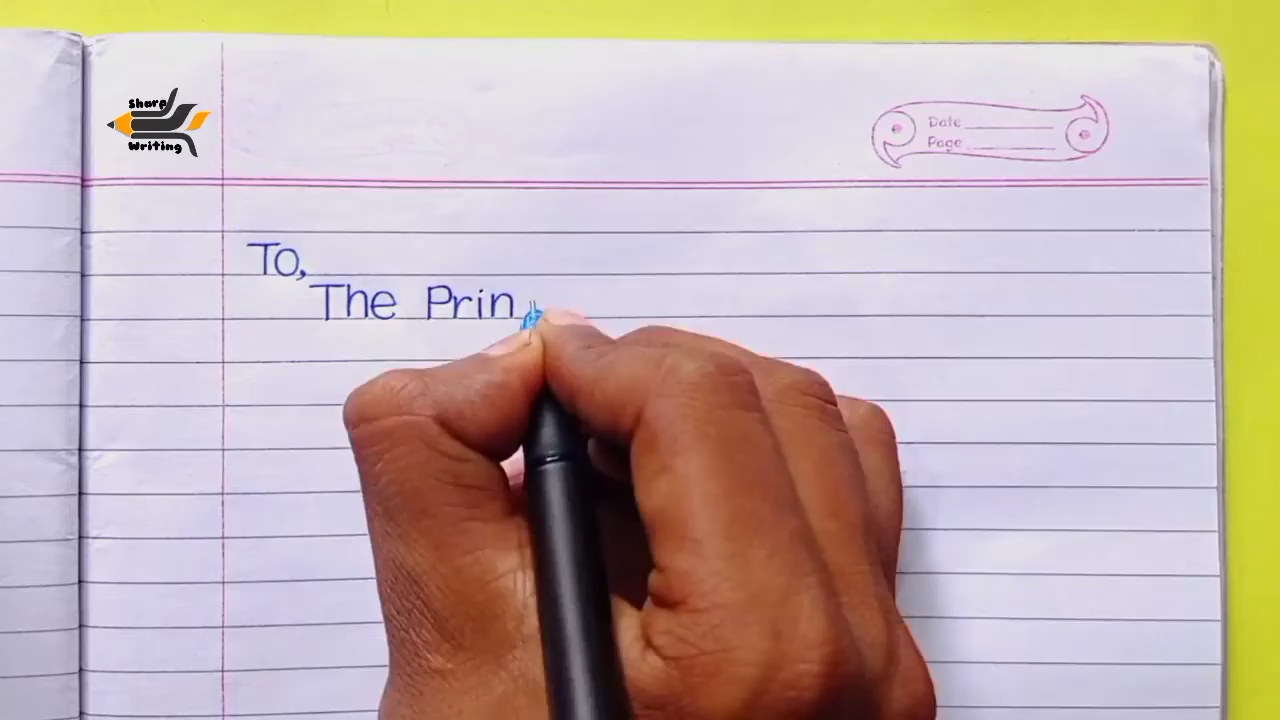 Sharp
Writing
Date
Page
To,
The Prin